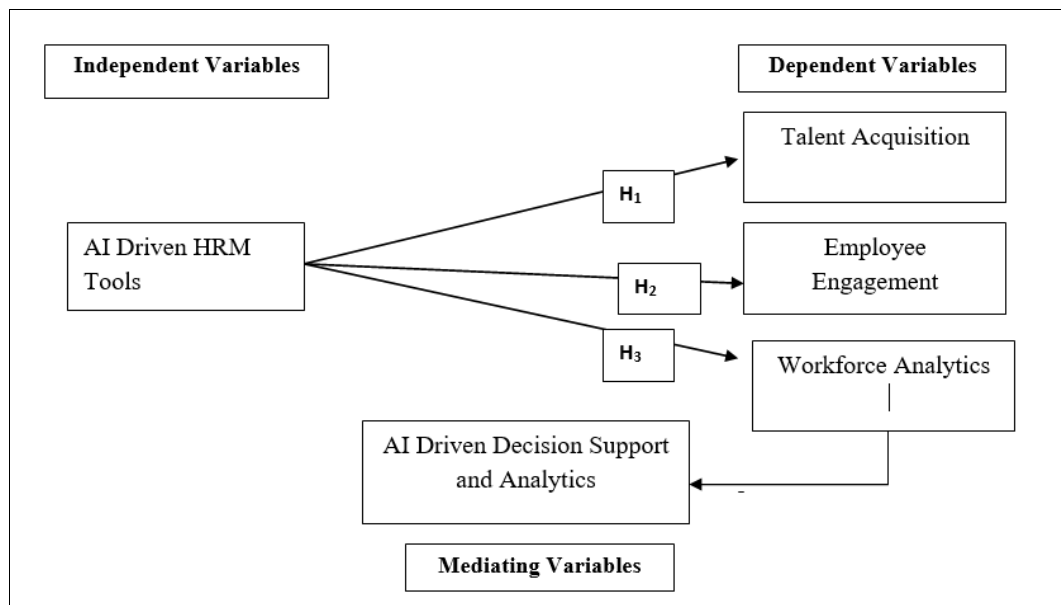 Independent Variables
Dependent Variables
Talent Acquisition
H₁
AI Driven HRM
Tools
Employee
Engagement
H₂
H₃
Workforce Analytics
AI Driven Decision Support
and Analytics
Mediating Variables